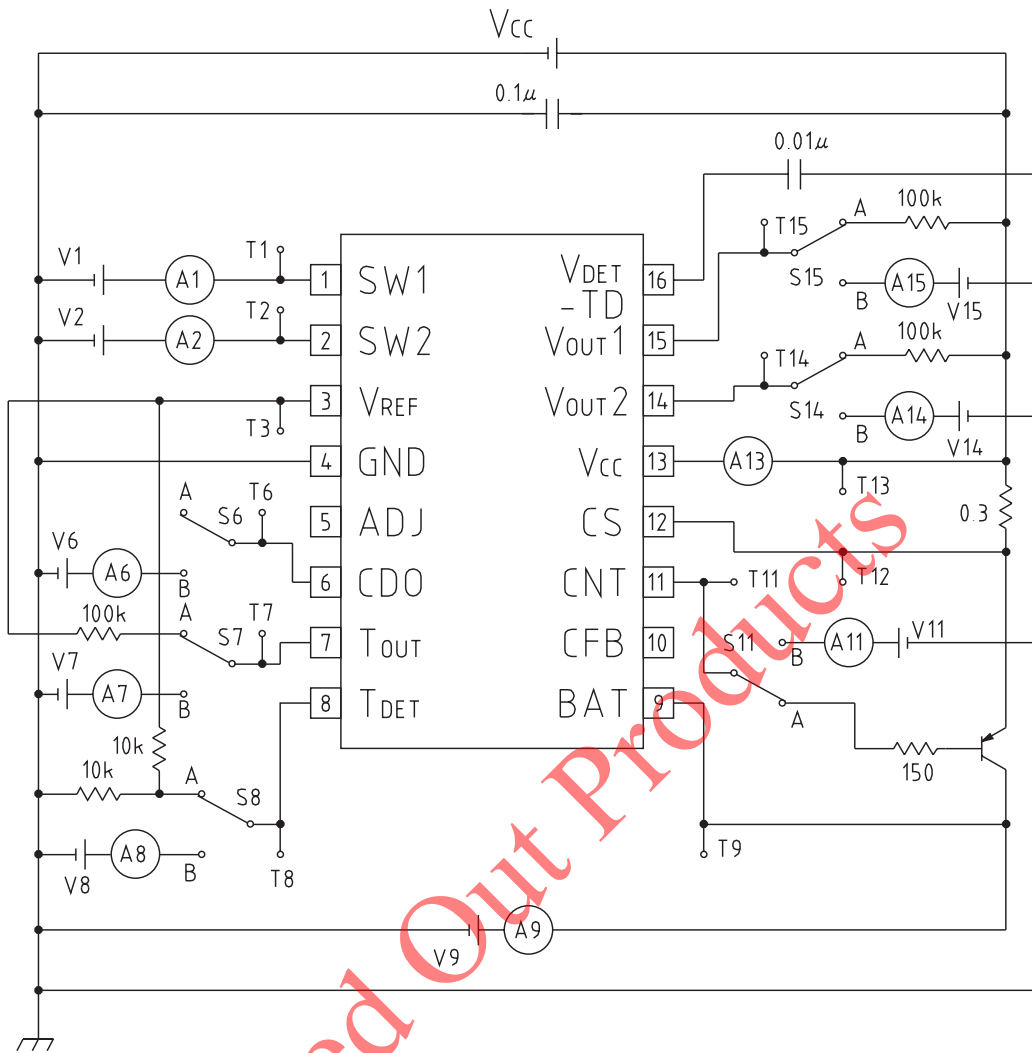 Vcc
0.1μ
0.01μ
100k
A
T15
S15
B
A15
V15
V1
A1
T1
1
SW1
VDET
-TD
16
V2
A2
T2
2
SW2
VOUT1
15
100k
A
T14
S14
B
A14
V14
3
VREF
T3
VOUT2
14
4
GND
Vcc
13
A13
T13
0.3
A
S6
T6
5
ADJ
CS
12
T12
V6
A6
B
6
CDO
CNT
11
T11
100k
A
S7
T7
7
TOUT
CFB
10
S11
B
A11
V11
V7
A7
B
8
TDET
BAT
9
A
150
10k
10k
A
S8
V8
A8
B
T8
T9
V9
A9
ed Out Products